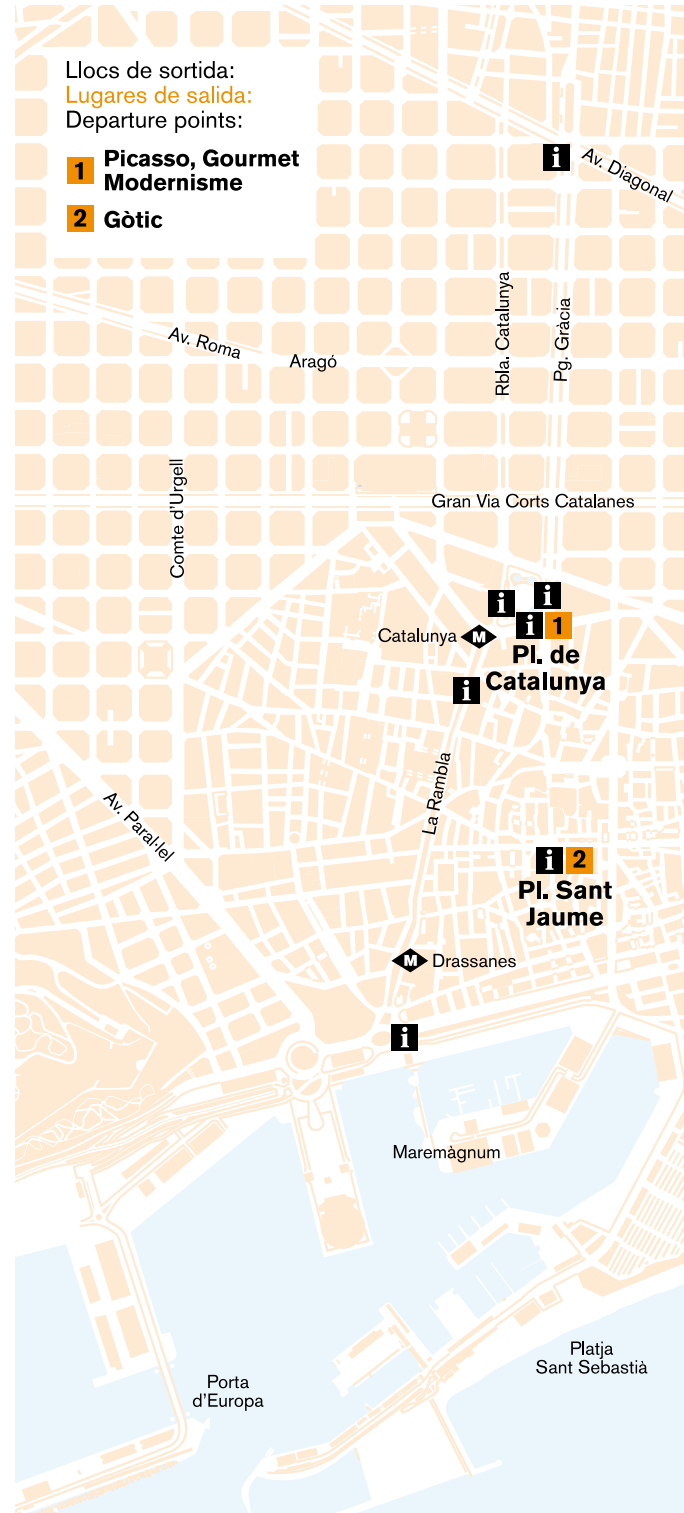 Llocs de sortida:
Lugares de salida:
Departure points:
1 Picasso, Gourmet
Modernisme
2 Gòtic
i
Av. Diagonal
Rbla. Catalunya
Pg. Gràcia
Av. Roma
Aragó
Comte d'Urgell
Gran Via Corts Catalanes
i
i
Catalunya M
i 1
Pl. de
Catalunya
i
La Rambla
Av. Paral·lel
i 2
Pl. Sant
Jaume
M Drassanes
i
Maremàgnum
Platja
Sant Sebastià
Porta
d'Europa